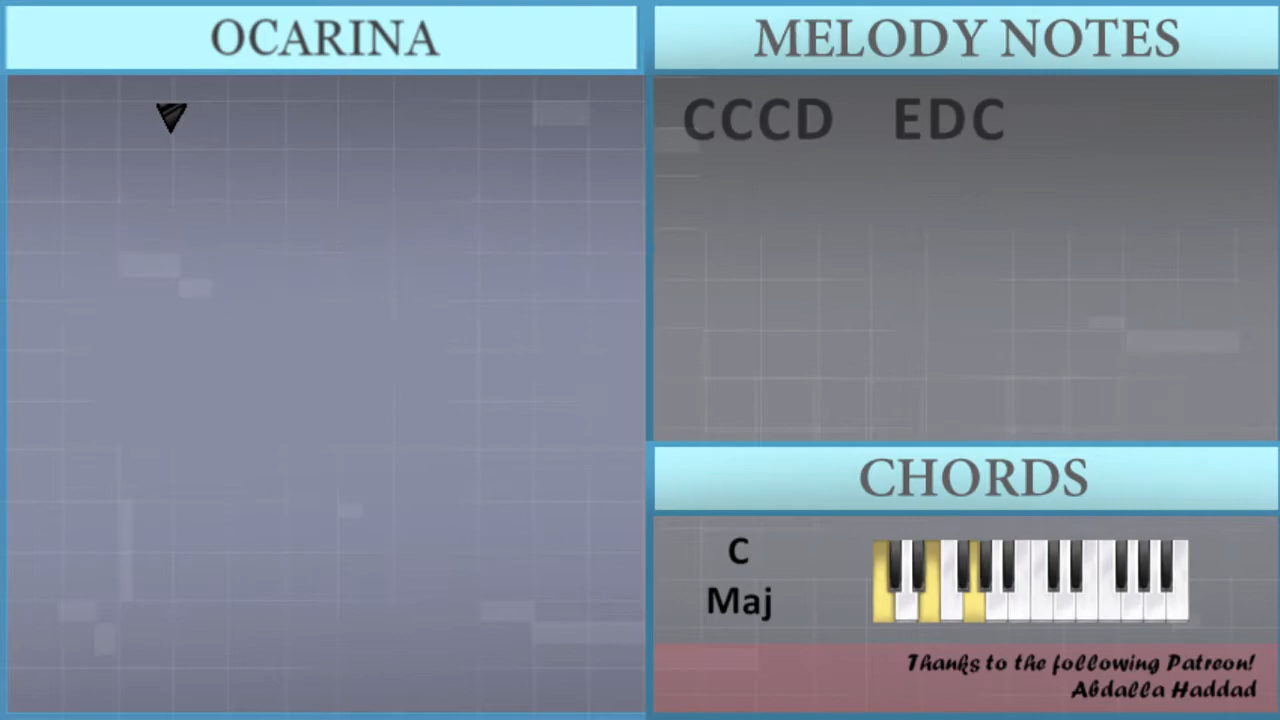 OCARINA
MELODY NOTES
CCCD EDC
CHORDS
C
Maj
Thanks to the following Patreon!
Abdalla Haddad